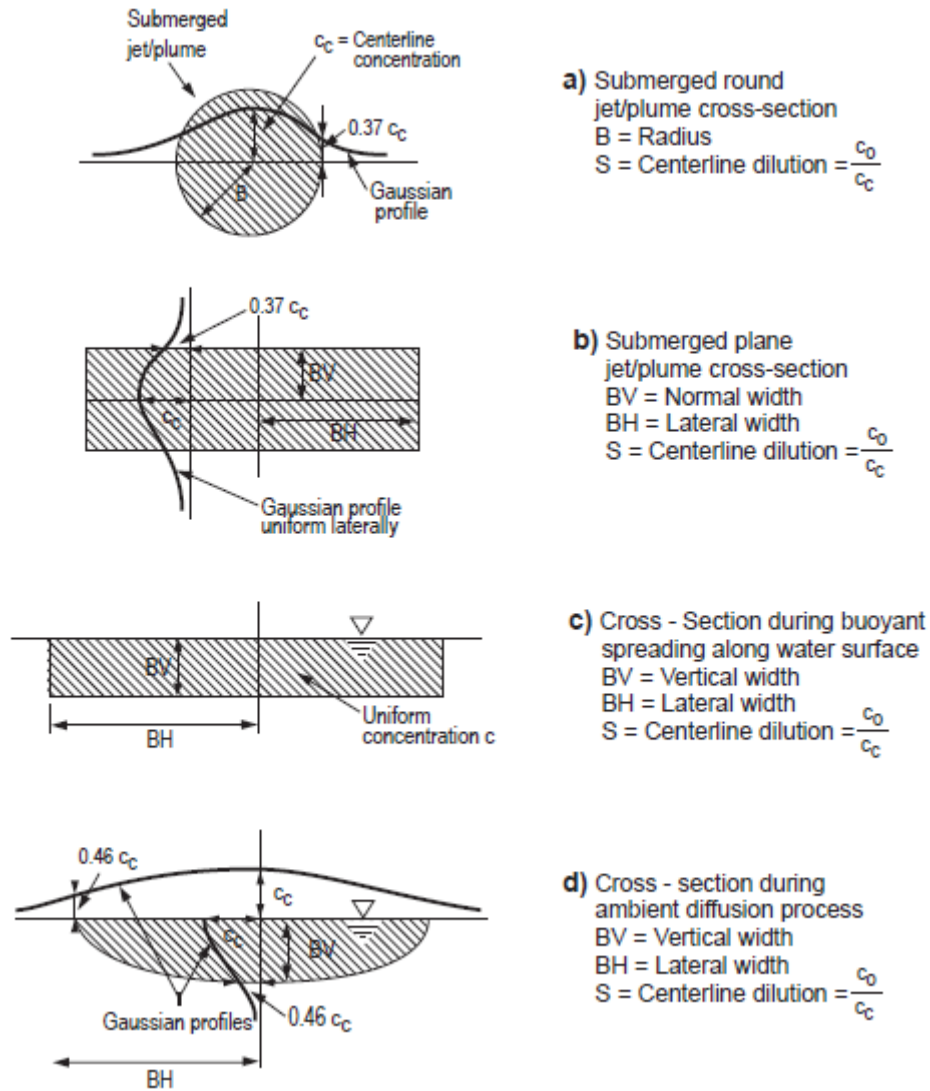 Submerged
jet/plume
c_C = Centerline
concentration
0.37 c_C
B
Gaussian
profile
a) Submerged round
jet/plume cross-section
B = Radius
S = Centerline dilution = c_0/c_C
0.37 c_C
BV
c_C
BH
Gaussian profile
uniform laterally
b) Submerged plane
jet/plume cross-section
BV = Normal width
BH = Lateral width
S = Centerline dilution = c_0/c_C
BV
BH
Uniform
concentration c
c) Cross - Section during buoyant
spreading along water surface
BV = Vertical width
BH = Lateral width
S = Centerline dilution = c_0/c_C
0.46 c_C
c_C
c_C
BV
Gaussian profiles
0.46 c_C
BH
d) Cross - section during
ambient diffusion process
BV = Vertical width
BH = Lateral width
S = Centerline dilution = c_0/c_C